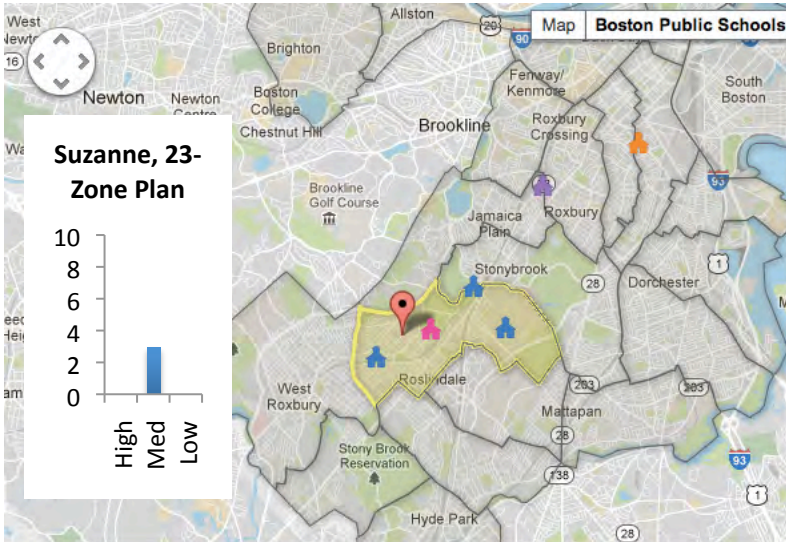 West
Newto
16
Newton
Newton
Centre
Allston
20
90
Map
Boston Public Schools
Brighton
Boston
College
Chestnut Hill
Brookline
Fenway/
Kenmore
South
Boston
Roxbury
Crossing
Suzanne, 23-
Zone Plan
Brookline
Golf Course
93
Jamaica
Plain
Roxbury
10
8
6
4
2
0
High
Med
Low
Stonybrook
28
Dorchester
1
West
Roxbury
Roslindale
203
203
Mattapan
28
Stony Brook
Reservation
138
93
1
Hyde Park
28